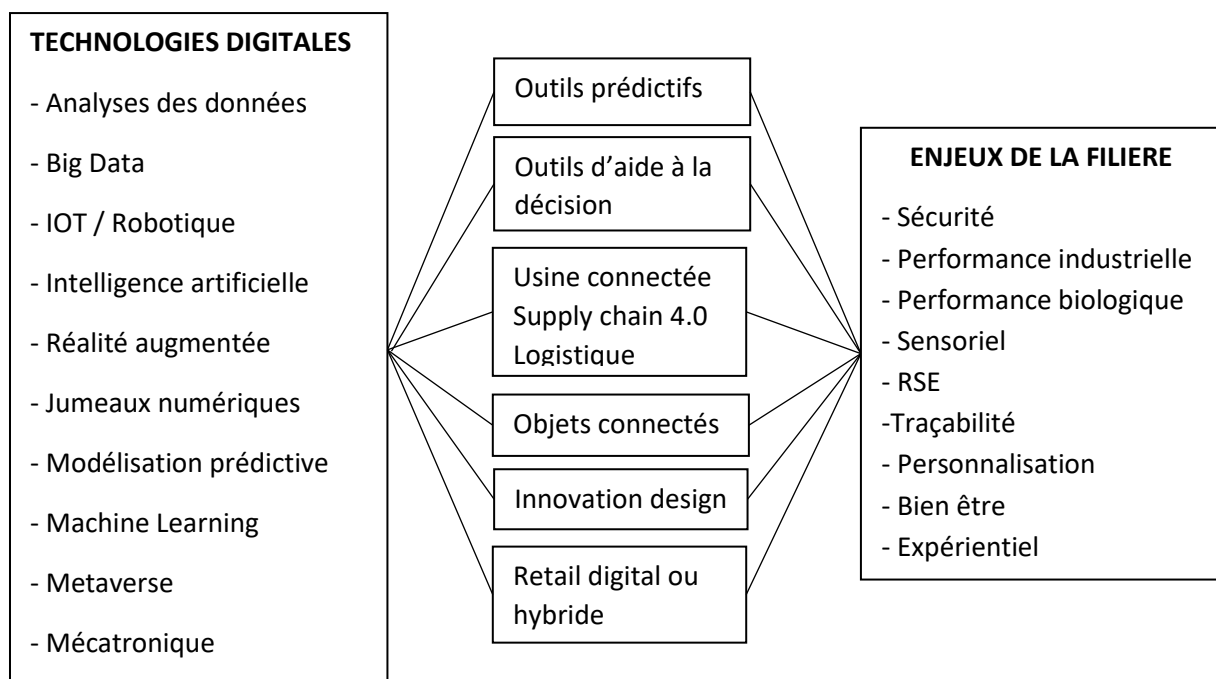 TECHNOLOGIES DIGITALES
- Analyses des données
- Big Data
- IOT / Robotique
- Intelligence artificielle
- Réalité augmentée
- Jumeaux numériques
- Modélisation prédictive
- Machine Learning
- Metaverse
- Mécatronique
Outils prédictifs
Outils d’aide à la
décision
Usine connectée
Supply chain 4.0
Logistique
Objets connectés
Innovation design
Retail digital ou
hybride
ENJEUX DE LA FILIERE
- Sécurité
- Performance industrielle
- Performance biologique
- Sensoriel
- RSE
-Traçabilité
- Personnalisation
- Bien être
- Expérientiel